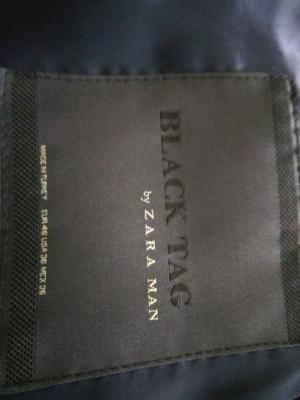 BLACK TAG
by ZARA MAN
MADE IN TURKEY EUR 46 USA 36 MEX 36